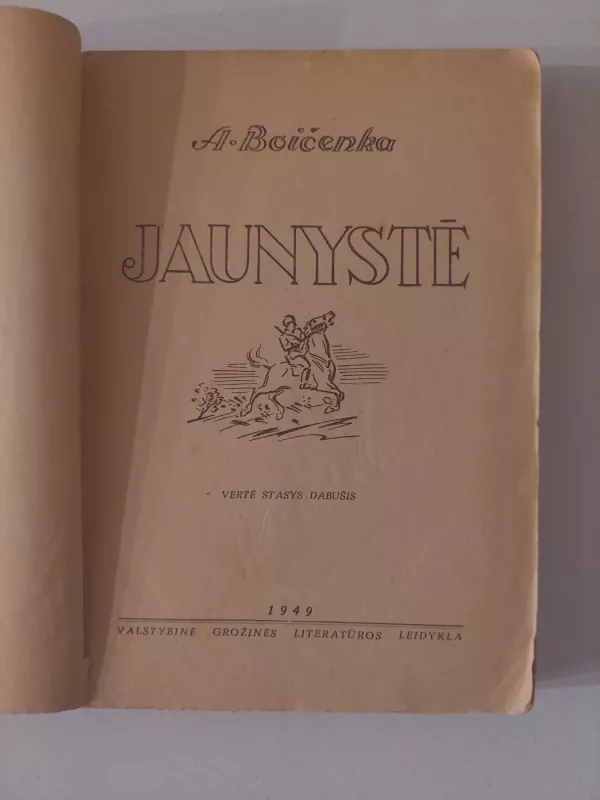 A. Boičenka
JAUNYSTĖ
VERTĖ STASYS DABUŠIS
1949
VALSTYBINĖ GROŽINĖS LITERATŪROS LEIDYKLA